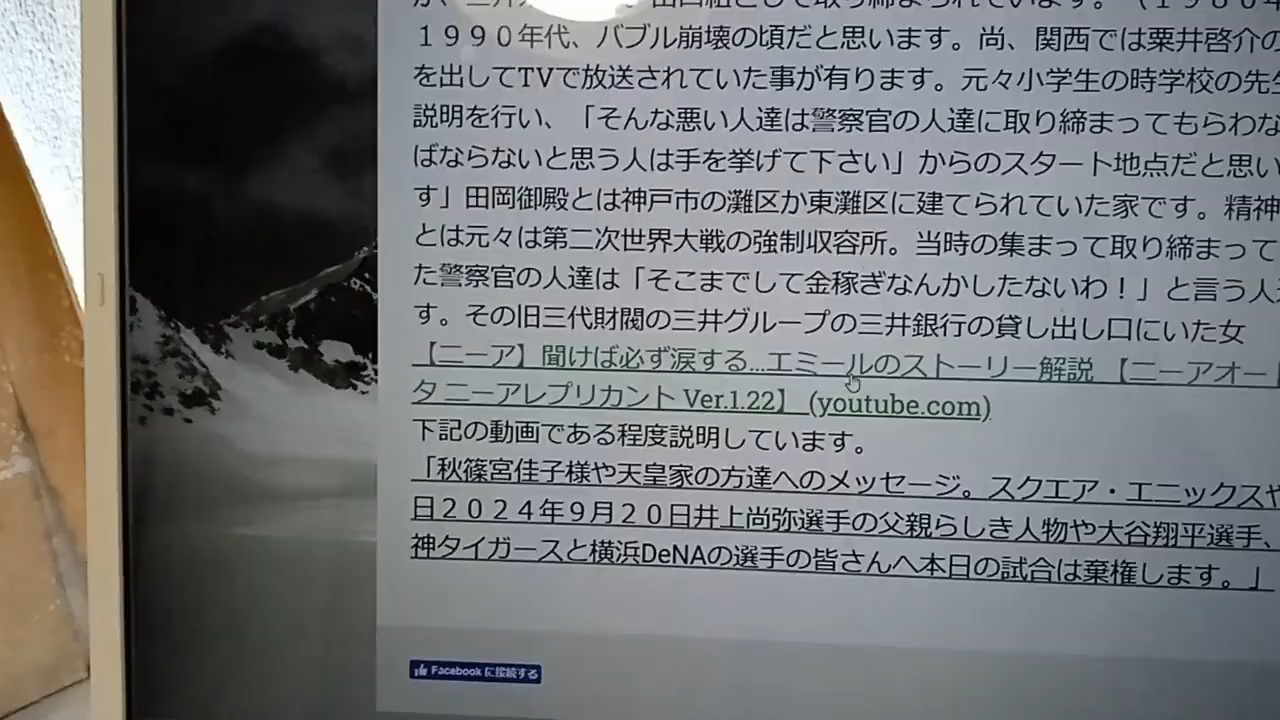 １９９０年代、バブル崩壊の頃だと思います。尚、関西では粟井啓介の
を出してTVで放送されていた事が有ります。元々小学生の時学校の先生
説明を行い、「そんな悪い人達は警察官の人達に取り締まってもらわな
ばならないと思う人は手を挙げて下さい」からのスタート地点だと思い
す」田岡御殿とは神戸市の灘区か東灘区に建てられていた家です。精神
とは元々は第二次世界大戦の強制収容所。当時の集まって取り締まって
た警察官の人達は「そこまでして金稼ぎなんかしたないわ！」と言う人
す。その旧三代財閥の三井グループの三井銀行の貸し出し口にいた女
【ニーア】聞けば必ず涙する...エミールのストーリー解説 【ニーアオー
タ ニーアレプリカント Ver.1.22】 (youtube.com)
下記の動画である程度説明しています。
「秋篠宮佳子様や天皇家の方達へのメッセージ。スクエア・エニックスや
日２０２４年９月２０日井上尚弥選手の父親らしき人物や大谷翔平選手、
神タイガースと横浜DeNAの選手の皆さんへ本日の試合は棄権します。」
Facebook に接続する